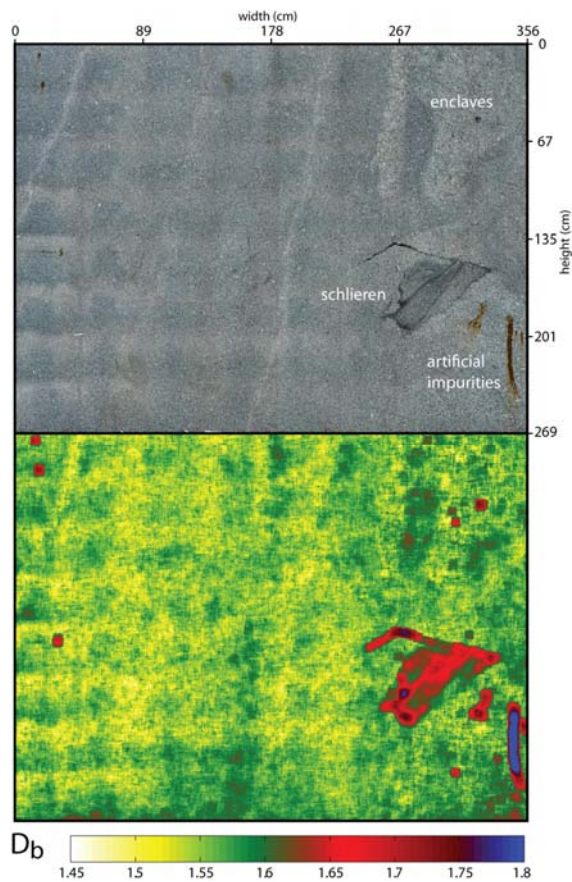 width (cm)
0 89 178 267 356
0
enclaves
67
135
height (cm)
schlieren
201
artificial
impurities
269
Db
1.45 1.5 1.55 1.6 1.65 1.7 1.75 1.8